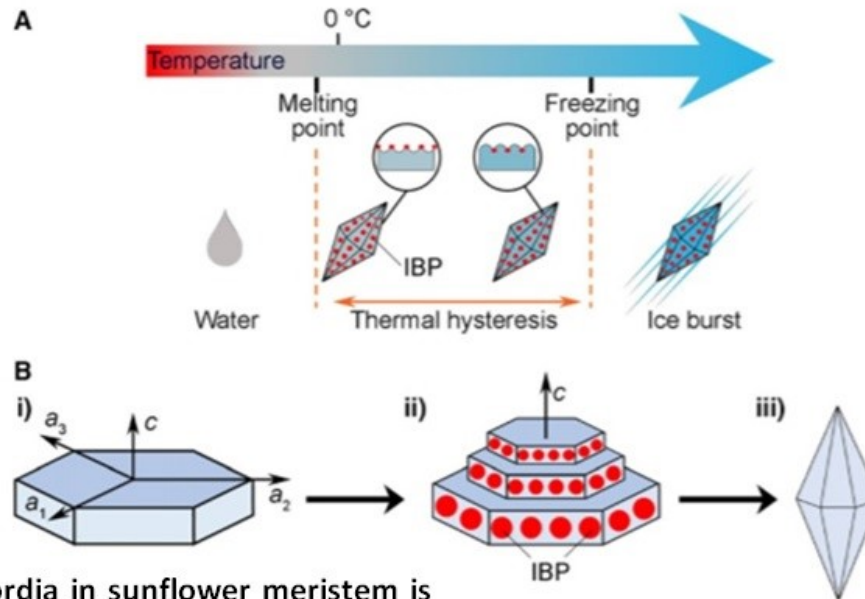 A
0 °C
Temperature
Melting
point
Freezing
point
IBP
Water
Thermal hysteresis
Ice burst
B
i)
a3
c
a1
a2
ii)
c
IBP
iii)
ordia in sunflower meristem is